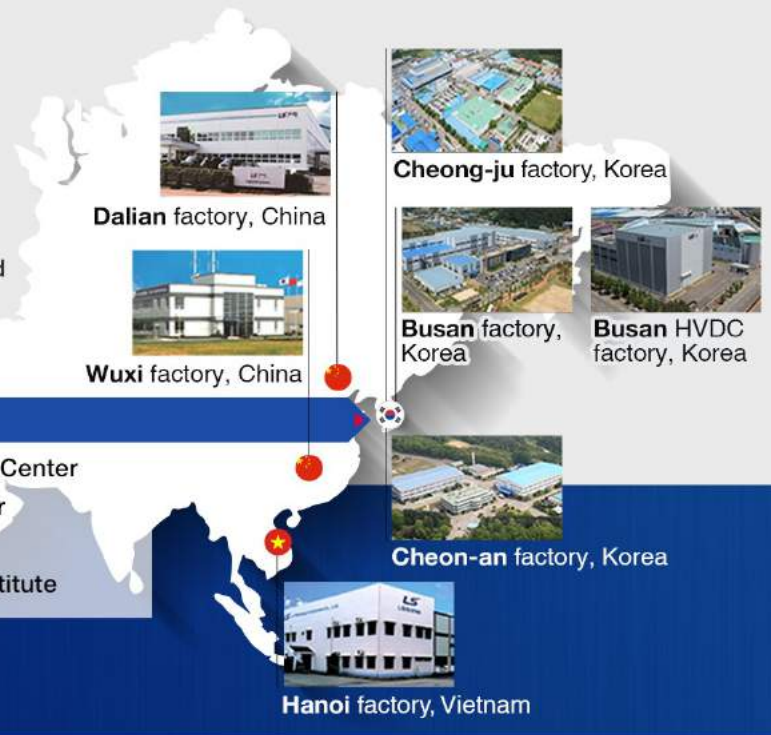 Cheong-ju factory, Korea
Dalian factory, China
d
Busan factory,
Korea
Busan HVDC
factory, Korea
Wuxi factory, China
Center
r
Cheon-an factory, Korea
titute
LS
Hanoi factory, Vietnam